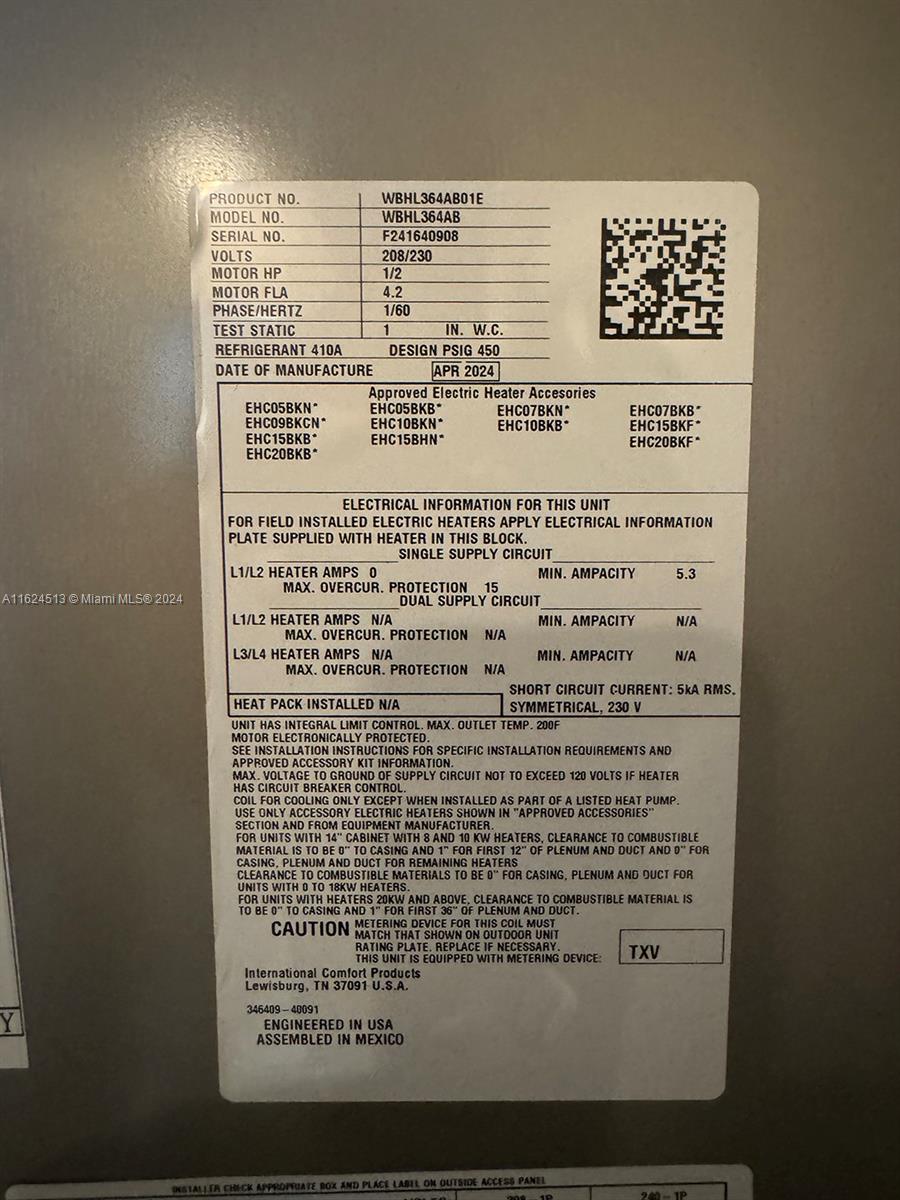 PRODUCT NO. WBHL364AB01E
MODEL NO. WBHL364AB
SERIAL NO. F241640908
VOLTS 208/230
MOTOR HP 1/2
MOTOR FLA 4.2
PHASE/HERTZ 1/60
TEST STATIC 1 IN. W.C.
REFRIGERANT 410A DESIGN PSIG 450
DATE OF MANUFACTURE APR 2024
Approved Electric Heater Accesories
EHC05BKN* EHC05BKB* EHC07BKN* EHC07BKB*
EHC09BKCN* EHC10BKN* EHC10BKB* EHC15BKF*
EHC15BKB* EHC15BHN* EHC20BKF*
EHC20BKB*
ELECTRICAL INFORMATION FOR THIS UNIT
FOR FIELD INSTALLED ELECTRIC HEATERS APPLY ELECTRICAL INFORMATION
PLATE SUPPLIED WITH HEATER IN THIS BLOCK.
SINGLE SUPPLY CIRCUIT
L1/L2 HEATER AMPS 0 MIN. AMPACITY 5.3
MAX. OVERCUR. PROTECTION 15
DUAL SUPPLY CIRCUIT
L1/L2 HEATER AMPS N/A MIN. AMPACITY N/A
MAX. OVERCUR. PROTECTION N/A
L3/L4 HEATER AMPS N/A MIN. AMPACITY N/A
MAX. OVERCUR. PROTECTION N/A
SHORT CIRCUIT CURRENT: 5kA RMS.
HEAT PACK INSTALLED N/A SYMMETRICAL, 230 V
UNIT HAS INTEGRAL LIMIT CONTROL. MAX. OUTLET TEMP. 200F
MOTOR ELECTRONICALLY PROTECTED.
SEE INSTALLATION INSTRUCTIONS FOR SPECIFIC INSTALLATION REQUIREMENTS AND
APPROVED ACCESSORY KIT INFORMATION.
MAX. VOLTAGE TO GROUND OF SUPPLY CIRCUIT NOT TO EXCEED 120 VOLTS IF HEATER
HAS CIRCUIT BREAKER CONTROL.
COIL FOR COOLING ONLY EXCEPT WHEN INSTALLED AS PART OF A LISTED HEAT PUMP.
USE ONLY ACCESSORY ELECTRIC HEATERS SHOWN IN "APPROVED ACCESSORIES"
SECTION AND FROM EQUIPMENT MANUFACTURER.
FOR UNITS WITH 14" CABINET WITH 8 AND 10 KW HEATERS, CLEARANCE TO COMBUSTIBLE
MATERIAL IS TO BE 0" TO CASING AND 1" FOR FIRST 12" OF PLENUM AND DUCT AND 0" FOR
CASING, PLENUM AND DUCT FOR REMAINING HEATERS
CLEARANCE TO COMBUSTIBLE MATERIALS TO BE 0" FOR CASING, PLENUM AND DUCT FOR
UNITS WITH 0 TO 18KW HEATERS.
FOR UNITS WITH HEATERS 20KW AND ABOVE, CLEARANCE TO COMBUSTIBLE MATERIAL IS
TO BE 0" TO CASING AND 1" FOR FIRST 36" OF PLENUM AND DUCT.
CAUTION METERING DEVICE FOR THIS COIL MUST
MATCH THAT SHOWN ON OUTDOOR UNIT
RATING PLATE. REPLACE IF NECESSARY.
THIS UNIT IS EQUIPPED WITH METERING DEVICE: TXV
International Comfort Products
Lewisburg, TN 37091 U.S.A.
346409-40091
ENGINEERED IN USA
ASSEMBLED IN MEXICO
A11624513 © Miami MLS® 2024
Y
INSTALLER CHECK APPROPRIATE BOX AND PLACE LABEL ON OUTSIDE ACCESS PANEL
208-1P 240-1P